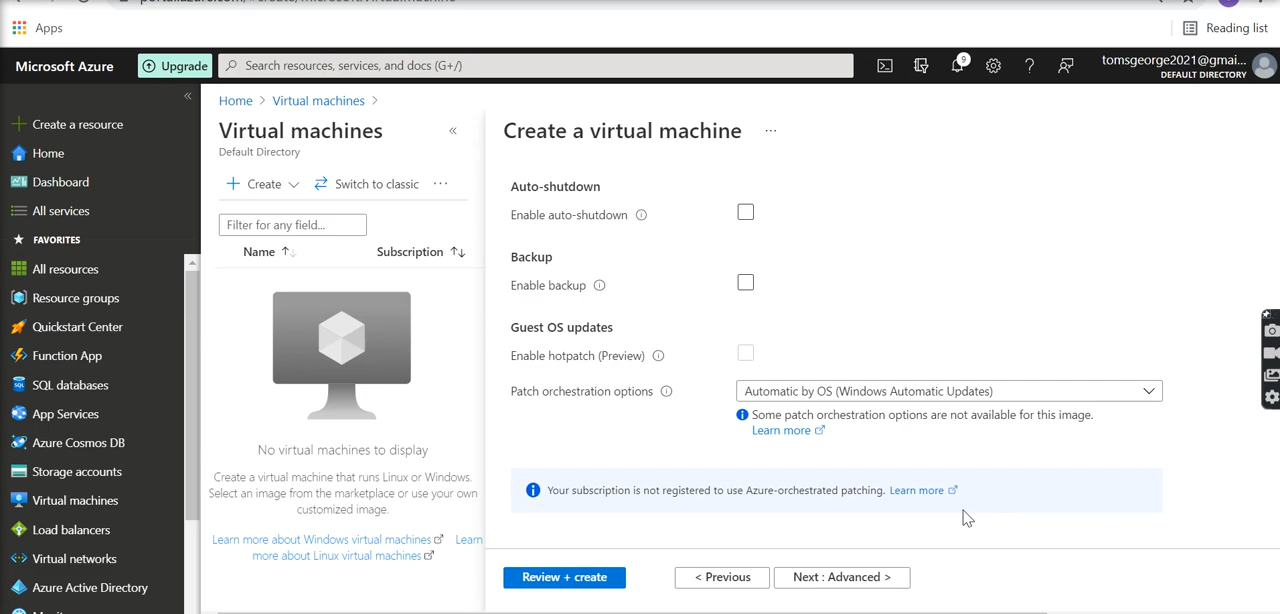 Apps
Reading list
Microsoft Azure
Upgrade
Search resources, services, and docs (G+/)
9
tomsgeorge2021@gmai...
DEFAULT DIRECTORY
Create a resource
Home
Dashboard
All services
FAVORITES
All resources
Resource groups
Quickstart Center
Function App
SQL databases
App Services
Azure Cosmos DB
Storage accounts
Virtual machines
Load balancers
Virtual networks
Azure Active Directory
Home > Virtual machines >
Virtual machines
Default Directory
Create
Switch to classic
...
Filter for any field...
Name
Subscription
No virtual machines to display
Create a virtual machine that runs Linux or Windows.
Select an image from the marketplace or use your own
customized image.
Learn more about Windows virtual machines
Learn
more about Linux virtual machines
Create a virtual machine
...
Auto-shutdown
Enable auto-shutdown
Backup
Enable backup
Guest OS updates
Enable hotpatch (Preview)
Patch orchestration options
Automatic by OS (Windows Automatic Updates)
Some patch orchestration options are not available for this image.
Learn more
Your subscription is not registered to use Azure-orchestrated patching. Learn more
Review + create
< Previous
Next : Advanced >